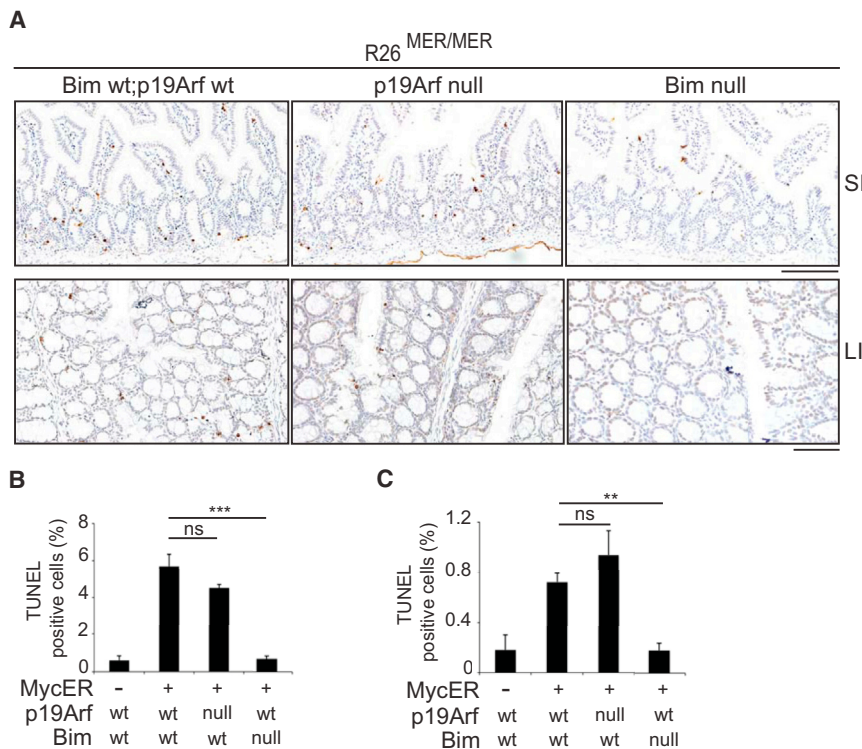 A
R26 MER/MER
Bim wt;p19Arf wt p19Arf null Bim null
SI
LI
B
TUNEL
positive cells (%)
8
6
4
2
0
***
ns
MycER - + + +
p19Arf wt wt null wt
Bim wt wt wt null
C
TUNEL
positive cells (%)
1.2
0.8
0.4
0
**
ns
MycER - + + +
p19Arf wt wt null wt
Bim wt wt wt null